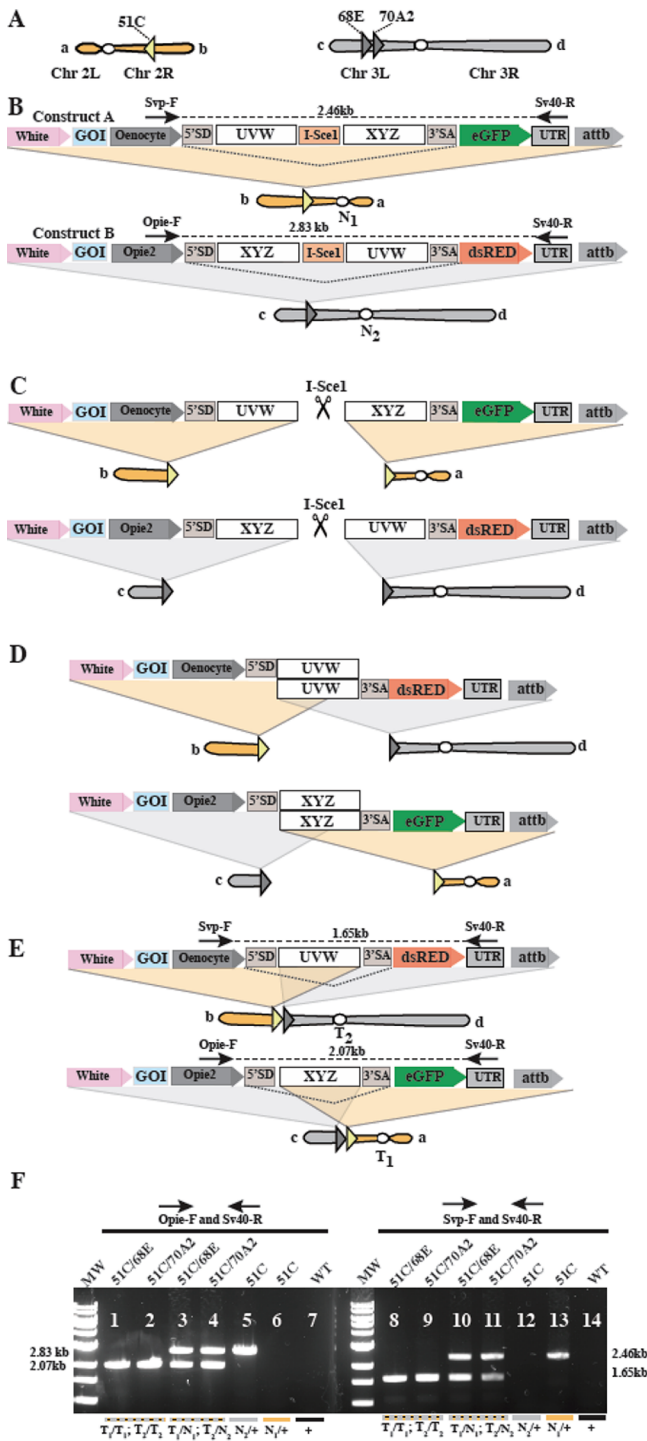 A
51C
68E 70A2
a b c d
Chr 2L Chr 2R Chr 3L Chr 3R
B
Construct A Svp-F 2.46kb Sv40-R
White GOI Oenocyte 5'SD UVW I-Sce1 XYZ 3'SA eGFP UTR attb
b a
N1
Construct B Opie-F 2.83 kb Sv40-R
White GOI Opie2 5'SD XYZ I-Sce1 UVW 3'SA dsRED UTR attb
c d
N2
C
I-Sce1
White GOI Oenocyte 5'SD UVW XYZ 3'SA eGFP UTR attb
b a
I-Sce1
White GOI Opie2 5'SD XYZ UVW 3'SA dsRED UTR attb
c d
D
White GOI Oenocyte 5'SD UVW
UVW 3'SA dsRED UTR attb
b d
White GOI Opie2 5'SD XYZ
XYZ 3'SA eGFP UTR attb
c a
E
Svp-F 1.65kb Sv40-R
White GOI Oenocyte 5'SD UVW 3'SA dsRED UTR attb
b d
T2
Opie-F 2.07kb Sv40-R
White GOI Opie2 5'SD XYZ 3'SA eGFP UTR attb
c a
T1
F
Opie-F and Sv40-R Svp-F and Sv40-R
MW 51C/68E 51C/70A2 51C/68E 51C/70A2 51C 51C WT MW 51C/68E 51C/70A2 51C/68E 51C/70A2 51C 51C WT
1 2 3 4 5 6 7 8 9 10 11 12 13 14
2.83 kb
2.07kb
2.46kb
1.65kb
T1/T1; T2/T2 T1/N1; T2/N2 N2/+ N1/+ + T1/T1; T2/T2 T1/N1; T2/N2 N2/+ N1/+ +